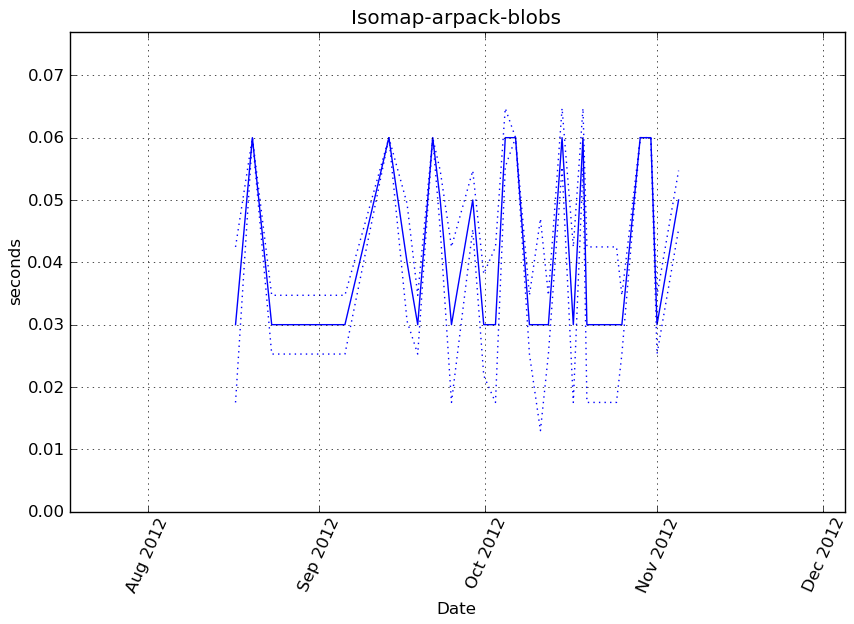 Isomap-arpack-blobs
0.07
0.06
0.05
0.04
0.03
0.02
0.01
0.00
seconds
Aug 2012
Sep 2012
Oct 2012
Nov 2012
Dec 2012
Date